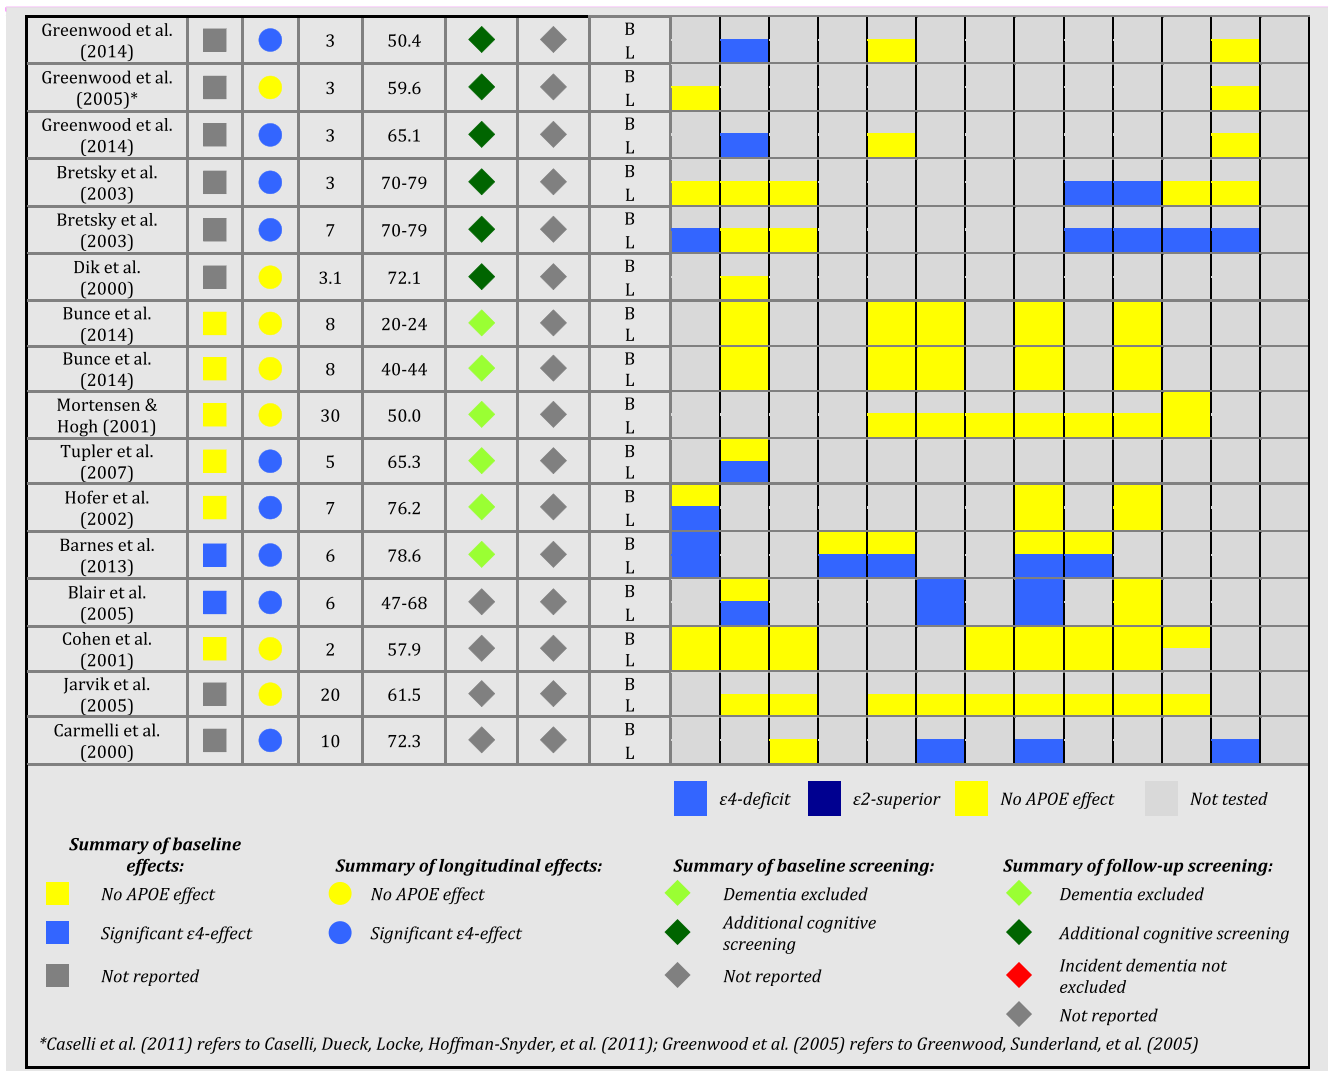 Greenwood et al.
(2014)
3
50.4
B
L
Greenwood et al.
(2005)*
3
59.6
B
L
Greenwood et al.
(2014)
3
65.1
B
L
Bretsky et al.
(2003)
3
70-79
B
L
Bretsky et al.
(2003)
7
70-79
B
L
Dik et al.
(2000)
3.1
72.1
B
L
Bunce et al.
(2014)
8
20-24
B
L
Bunce et al.
(2014)
8
40-44
B
L
Mortensen &
Hogh (2001)
30
50.0
B
L
Tupler et al.
(2007)
5
65.3
B
L
Hofer et al.
(2002)
7
76.2
B
L
Barnes et al.
(2013)
6
78.6
B
L
Blair et al.
(2005)
6
47-68
B
L
Cohen et al.
(2001)
2
57.9
B
L
Jarvik et al.
(2005)
20
61.5
B
L
Carmelli et al.
(2000)
10
72.3
B
L
ε4-deficit
ε2-superior
No APOE effect
Not tested
Summary of baseline
effects:
No APOE effect
Significant ε4-effect
Not reported
Summary of longitudinal effects:
No APOE effect
Significant ε4-effect
Summary of baseline screening:
Dementia excluded
Additional cognitive
screening
Not reported
Summary of follow-up screening:
Dementia excluded
Additional cognitive screening
Incident dementia not
excluded
Not reported
*Caselli et al. (2011) refers to Caselli, Dueck, Locke, Hoffman-Snyder, et al. (2011); Greenwood et al. (2005) refers to Greenwood, Sunderland, et al. (2005)